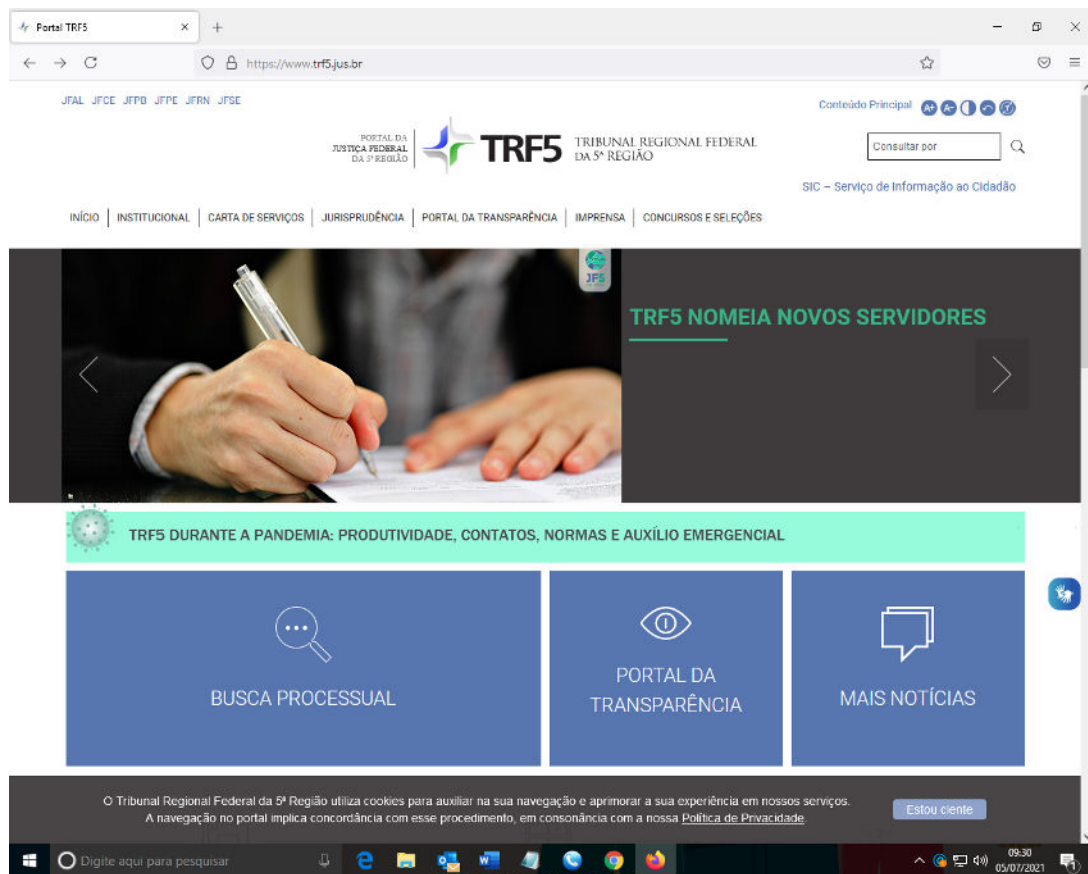 Portal TRF5
https://www.trf5.jus.br
JFAL JFCE JFPB JFPE JFRN JFSE
Conteúdo Principal A+ A-
PORTAL DA
JUSTIÇA FEDERAL
DA 5ª REGIÃO
TRF5
TRIBUNAL REGIONAL FEDERAL
DA 5ª REGIÃO
Consultar por
SIC – Serviço de Informação ao Cidadão
INÍCIO INSTITUCIONAL CARTA DE SERVIÇOS JURISPRUDÊNCIA PORTAL DA TRANSPARÊNCIA IMPRENSA CONCURSOS E SELEÇÕES
JF5
TRF5 NOMEIA NOVOS SERVIDORES
TRF5 DURANTE A PANDEMIA: PRODUTIVIDADE, CONTATOS, NORMAS E AUXÍLIO EMERGENCIAL
BUSCA PROCESSUAL
PORTAL DA
TRANSPARÊNCIA
MAIS NOTÍCIAS
O Tribunal Regional Federal da 5ª Região utiliza cookies para auxiliar na sua navegação e aprimorar a sua experiência em nossos serviços.
A navegação no portal implica concordância com esse procedimento, em consonância com a nossa Política de Privacidade.
Estou ciente
Digite aqui para pesquisar
09:30
05/07/2021
1